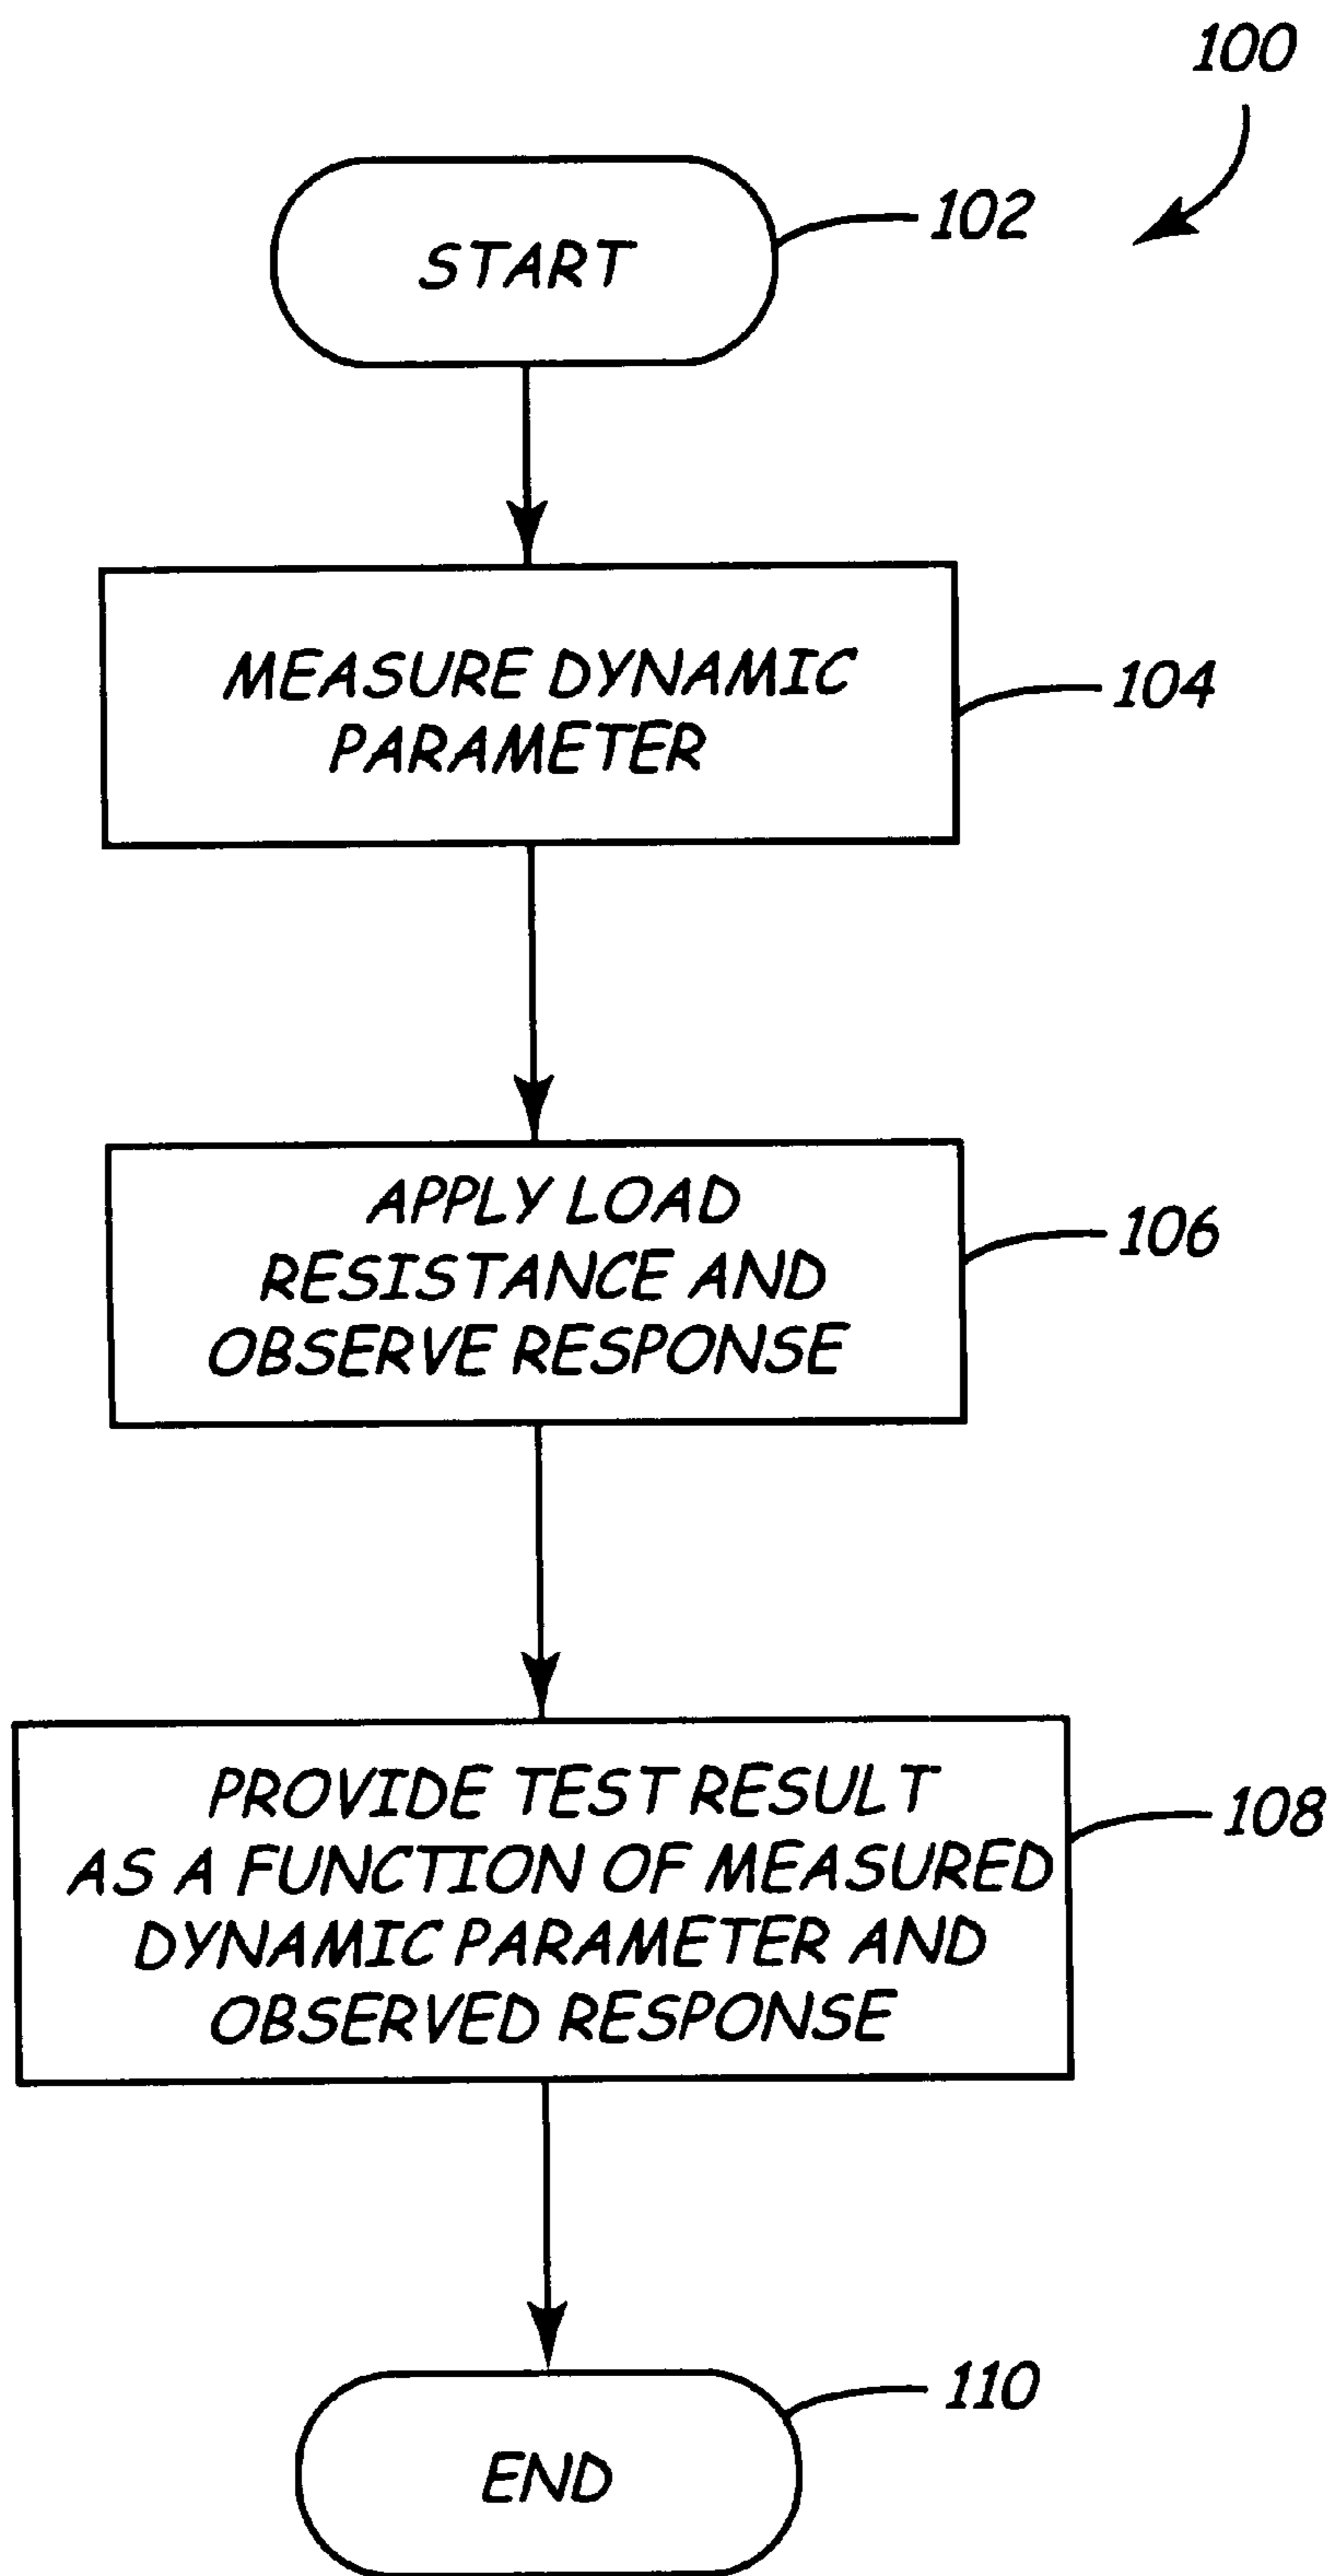 100
START
102
MEASURE DYNAMIC
PARAMETER
104
APPLY LOAD
RESISTANCE AND
OBSERVE RESPONSE
106
PROVIDE TEST RESULT
AS A FUNCTION OF MEASURED
DYNAMIC PARAMETER AND
OBSERVED RESPONSE
108
END
110